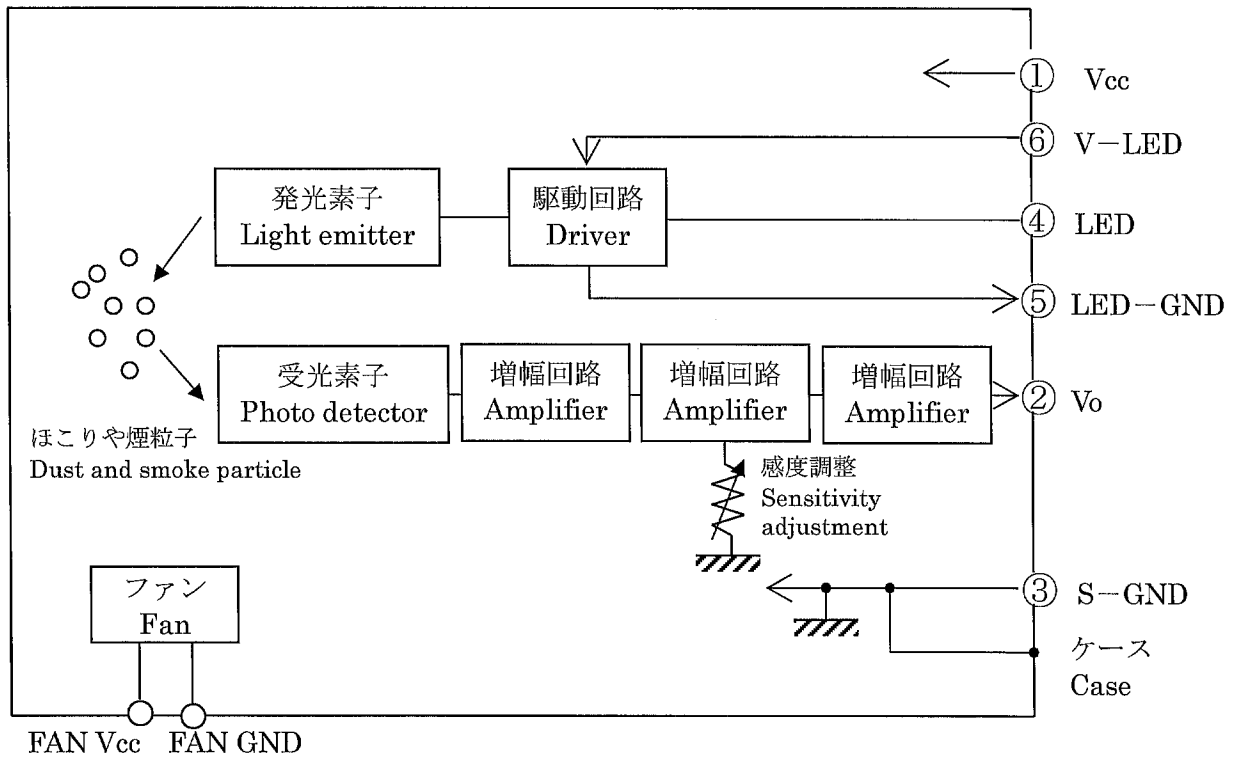 ① Vcc
⑥ V－LED
発光素子
Light emitter
駆動回路
Driver
④ LED
⑤ LED－GND
受光素子
Photo detector
増幅回路
Amplifier
増幅回路
Amplifier
増幅回路
Amplifier
② Vo
ほこりや煙粒子
Dust and smoke particle
感度調整
Sensitivity
adjustment
ファン
Fan
③ S－GND
ケース
Case
FAN Vcc
FAN GND